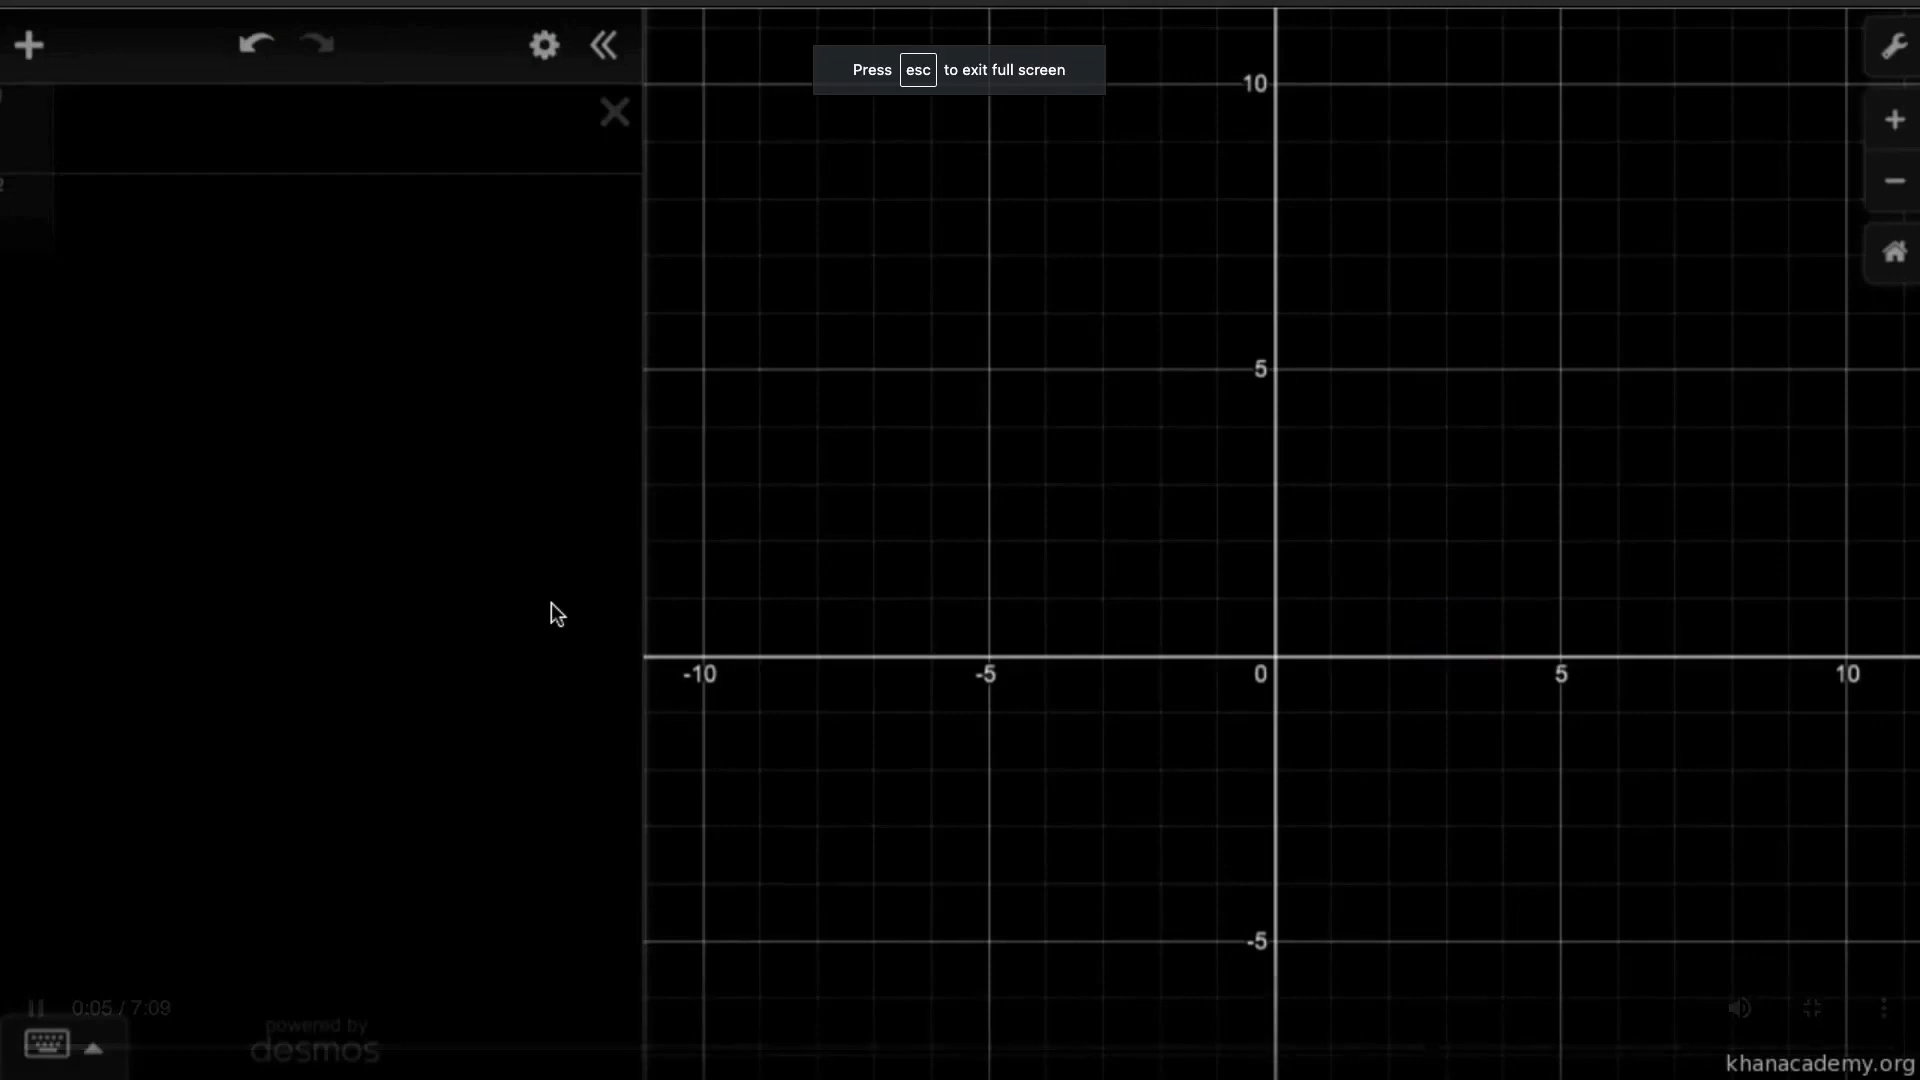 Press esc to exit full screen
10
5
-10 -5 0 5 10
-5
2
0:05 / 7:09
powered by
desmos
khanacademy.org